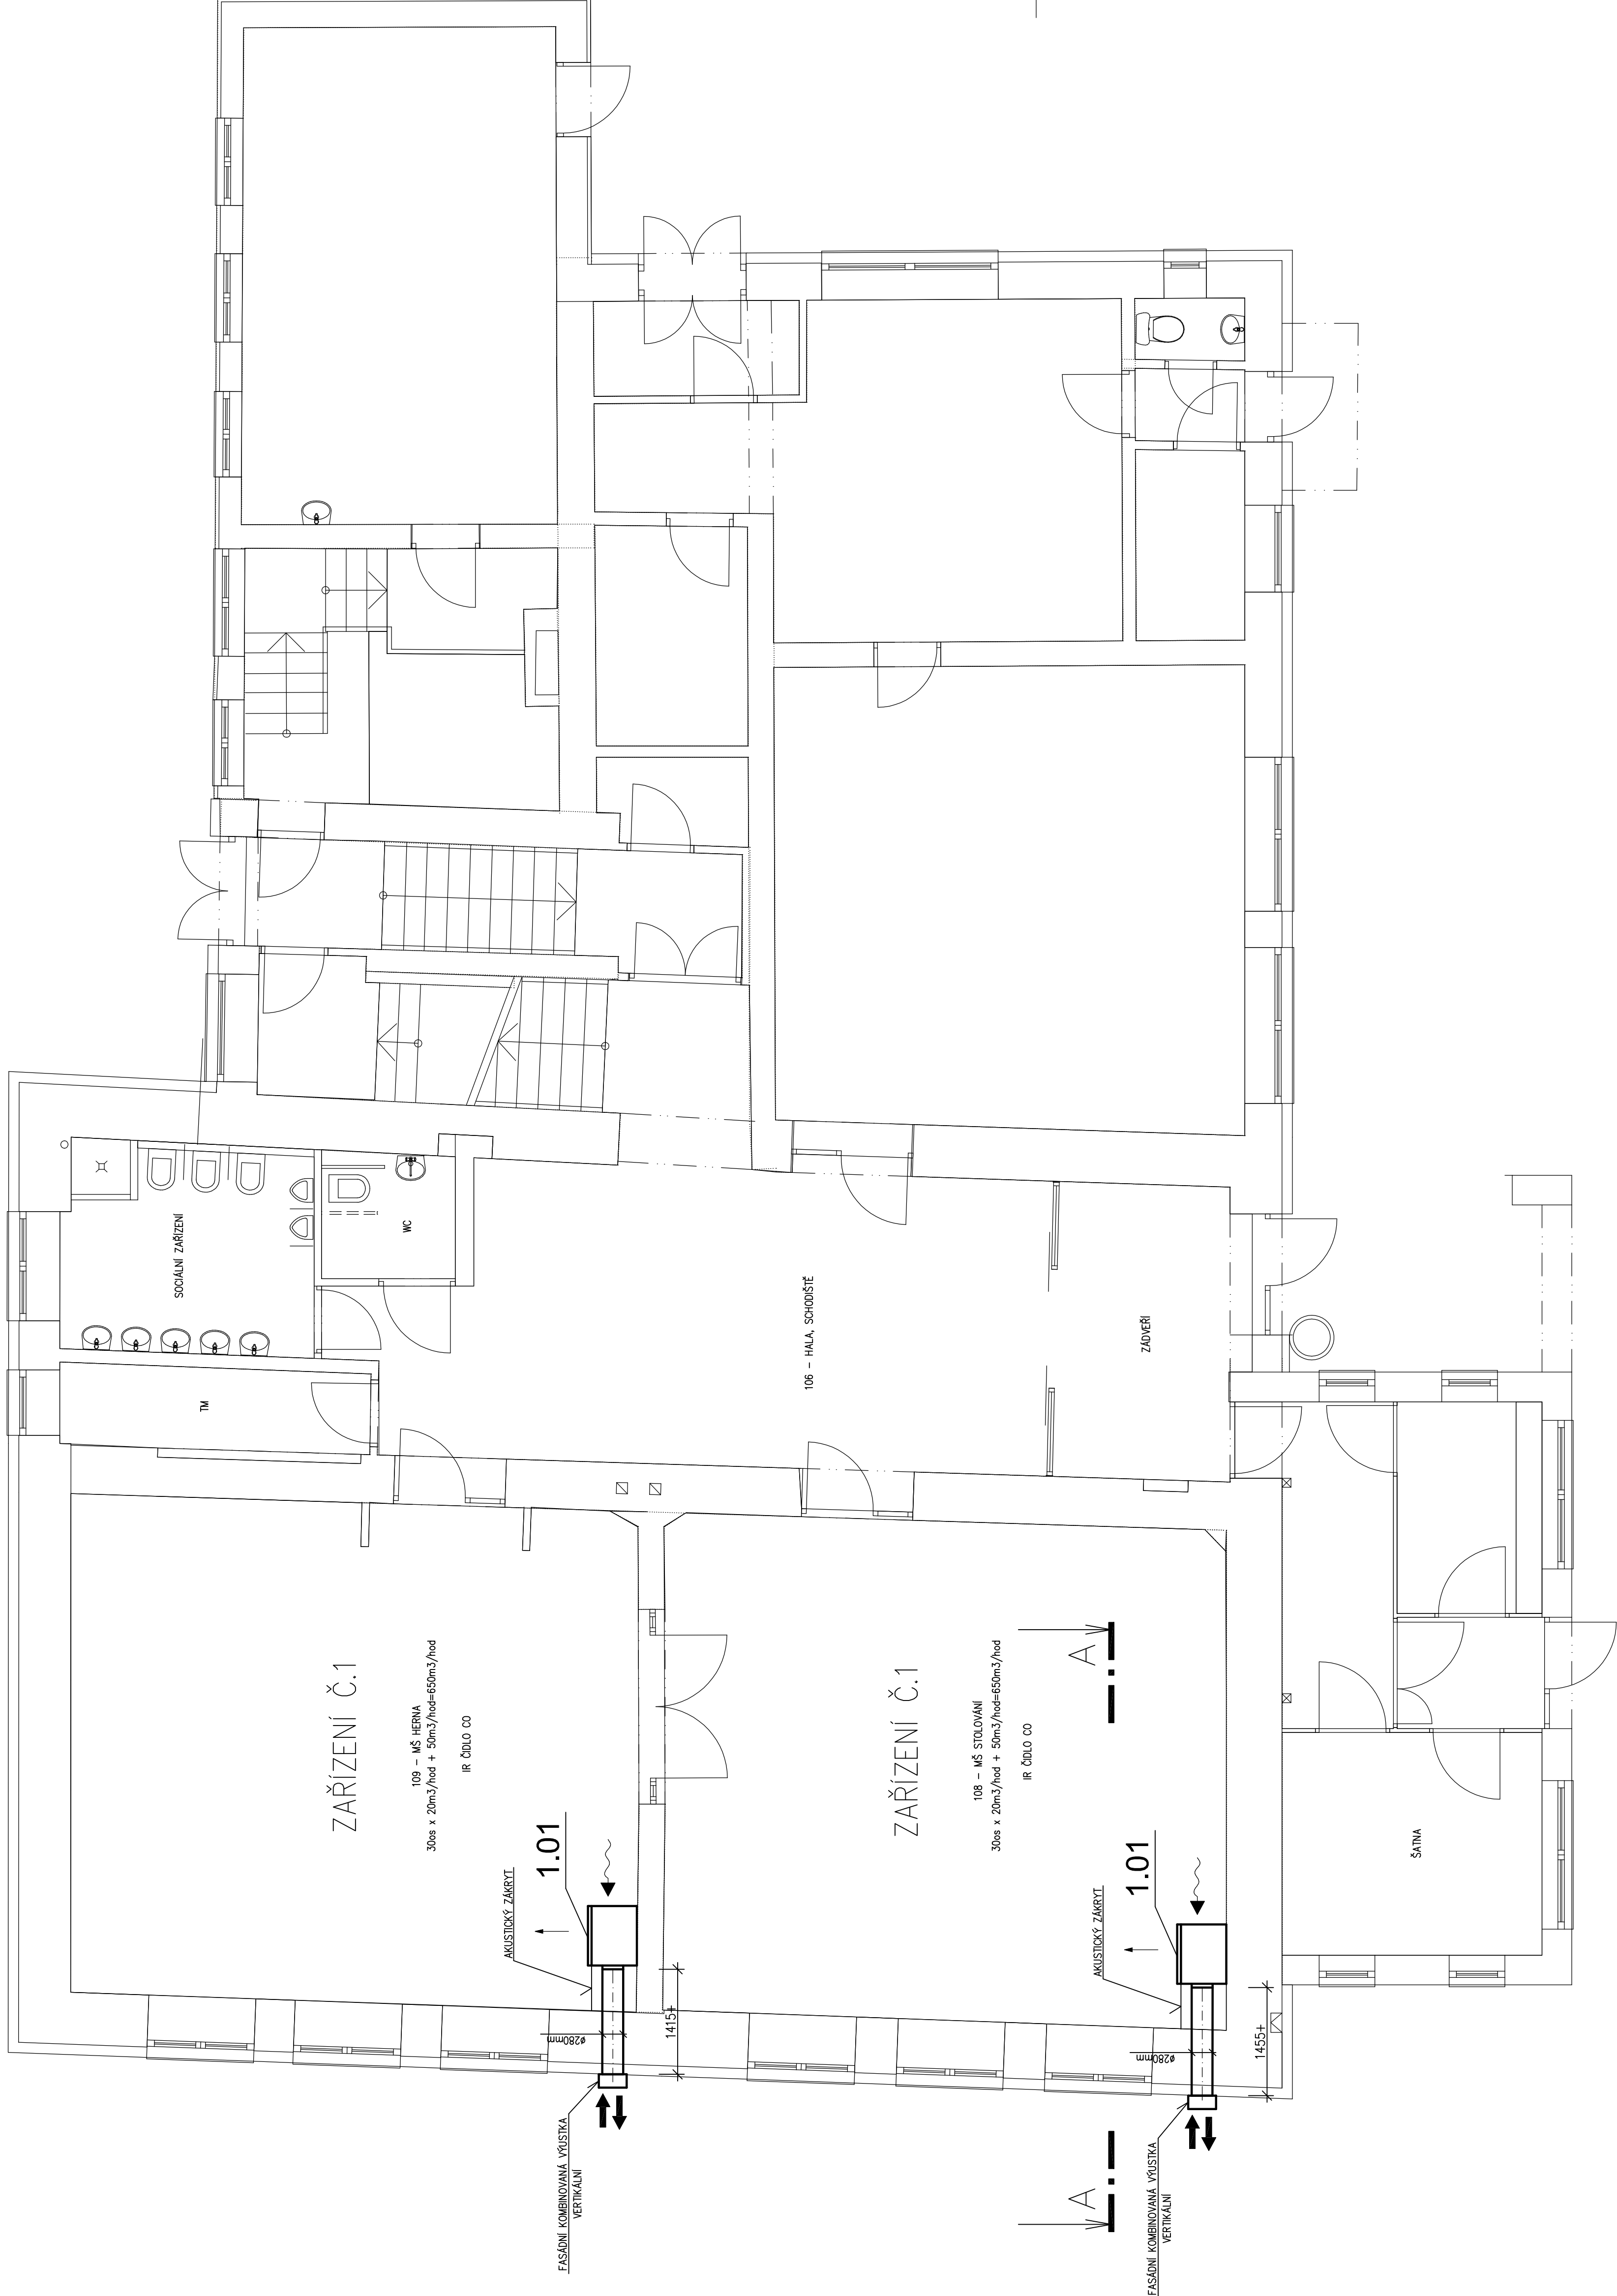 SOCIÁLNÍ ZAŘÍZENÍ
WC
TM
106 – HALA, SCHODIŠTĚ
ZÁDVEŘÍ
ZAŘÍZENÍ Č.1
109 – MŠ HERNA
30os x 20m3/hod + 50m3/hod=650m3/hod
IR ČIDLO CO
AKUSTICKÝ ZÁKRYT
1.01
ø280mm
1415+
FASÁDNÍ KOMBINOVANÁ VÝUSTKA
VERTIKÁLNÍ
ZAŘÍZENÍ Č.1
108 – MŠ STOLOVÁNÍ
30os x 20m3/hod + 50m3/hod=650m3/hod
IR ČIDLO CO
A
AKUSTICKÝ ZÁKRYT
1.01
ø280mm
1455+
A
FASÁDNÍ KOMBINOVANÁ VÝUSTKA
VERTIKÁLNÍ
ŠATNA